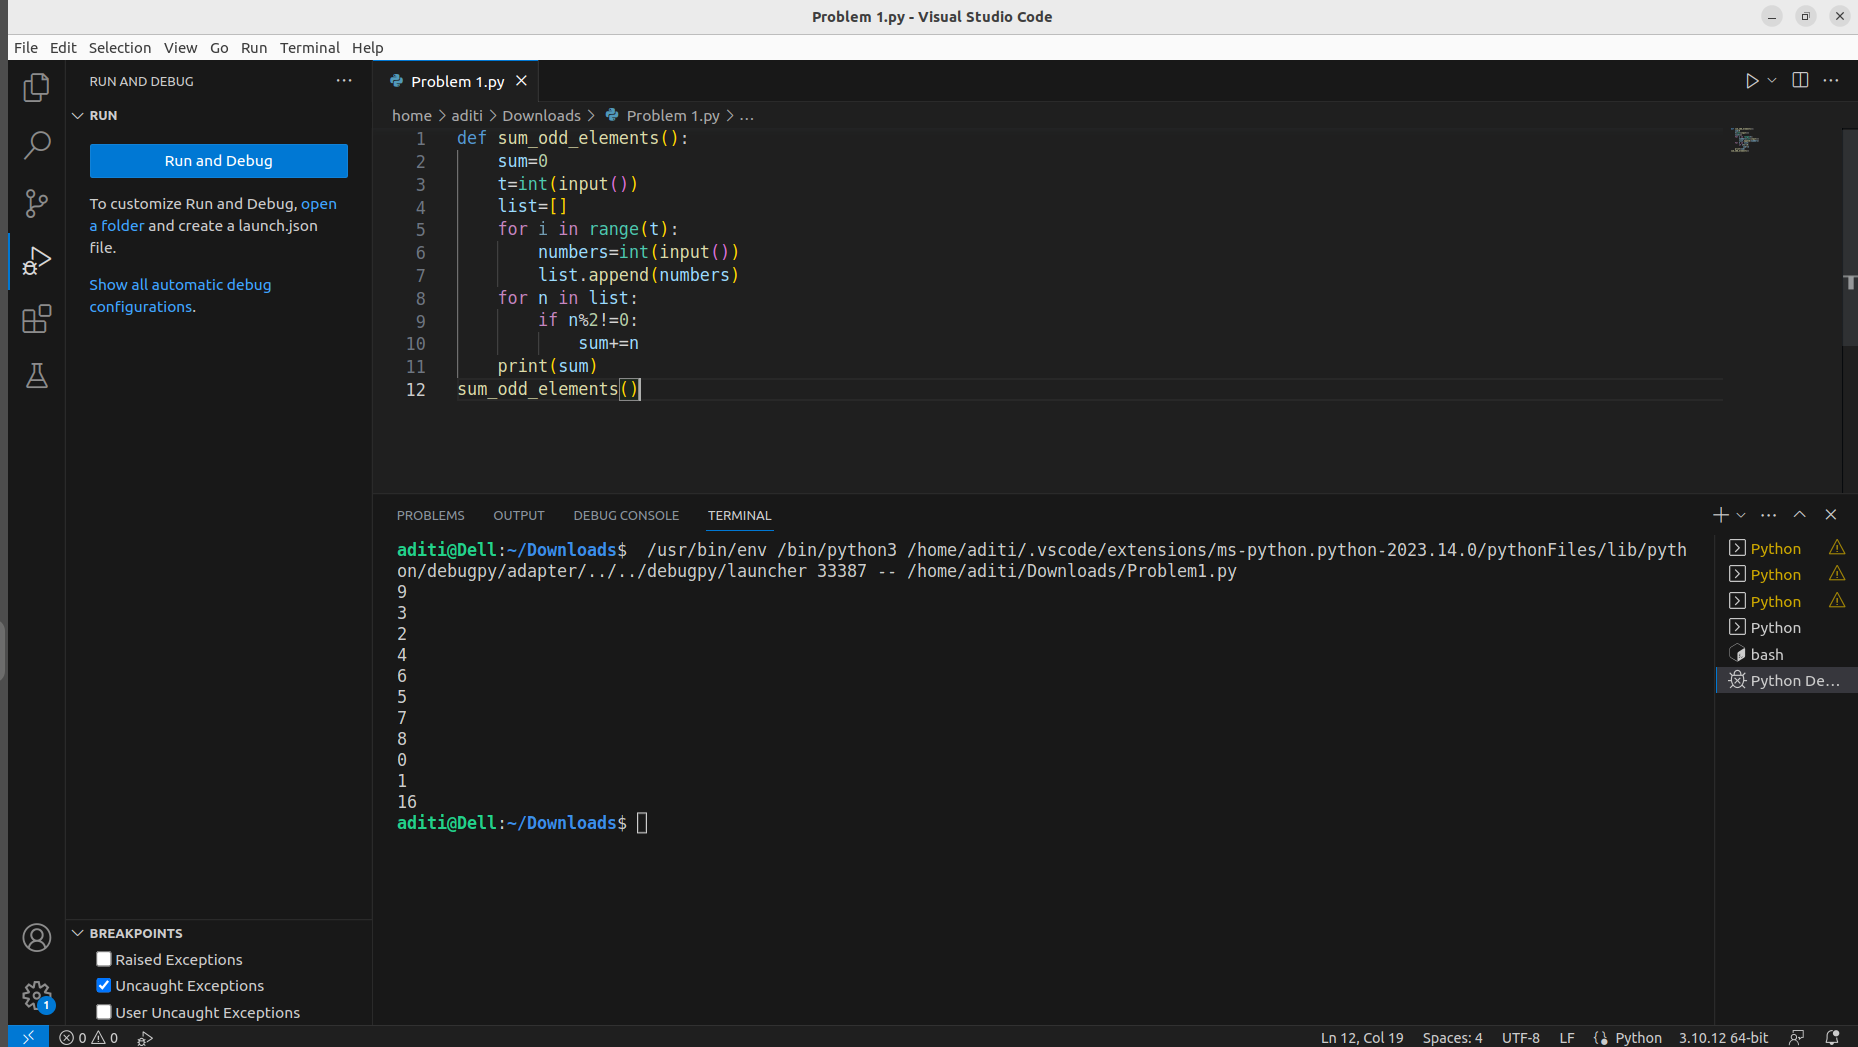 Problem 1.py - Visual Studio Code
File Edit Selection View Go Run Terminal Help
RUN AND DEBUG
RUN
Run and Debug
To customize Run and Debug, open
a folder and create a launch.json
file.
Show all automatic debug
configurations.
Problem 1.py
home > aditi > Downloads > Problem 1.py > ...
1 def sum_odd_elements():
2     sum=0
3     t=int(input())
4     list=[]
5     for i in range(t):
6         numbers=int(input())
7         list.append(numbers)
8     for n in list:
9         if n%2!=0:
10             sum+=n
11     print(sum)
12 sum_odd_elements()
PROBLEMS OUTPUT DEBUG CONSOLE TERMINAL
aditi@Dell:~/Downloads$  /usr/bin/env /bin/python3 /home/aditi/.vscode/extensions/ms-python.python-2023.14.0/pythonFiles/lib/pyth
on/debugpy/adapter/../../debugpy/launcher 33387 -- /home/aditi/Downloads/Problem1.py
9
3
2
4
6
5
7
8
0
1
16
aditi@Dell:~/Downloads$
Python
Python
Python
Python
bash
Python De...
BREAKPOINTS
Raised Exceptions
Uncaught Exceptions
User Uncaught Exceptions
1
0 0 Ln 12, Col 19 Spaces: 4 UTF-8 LF Python 3.10.12 64-bit